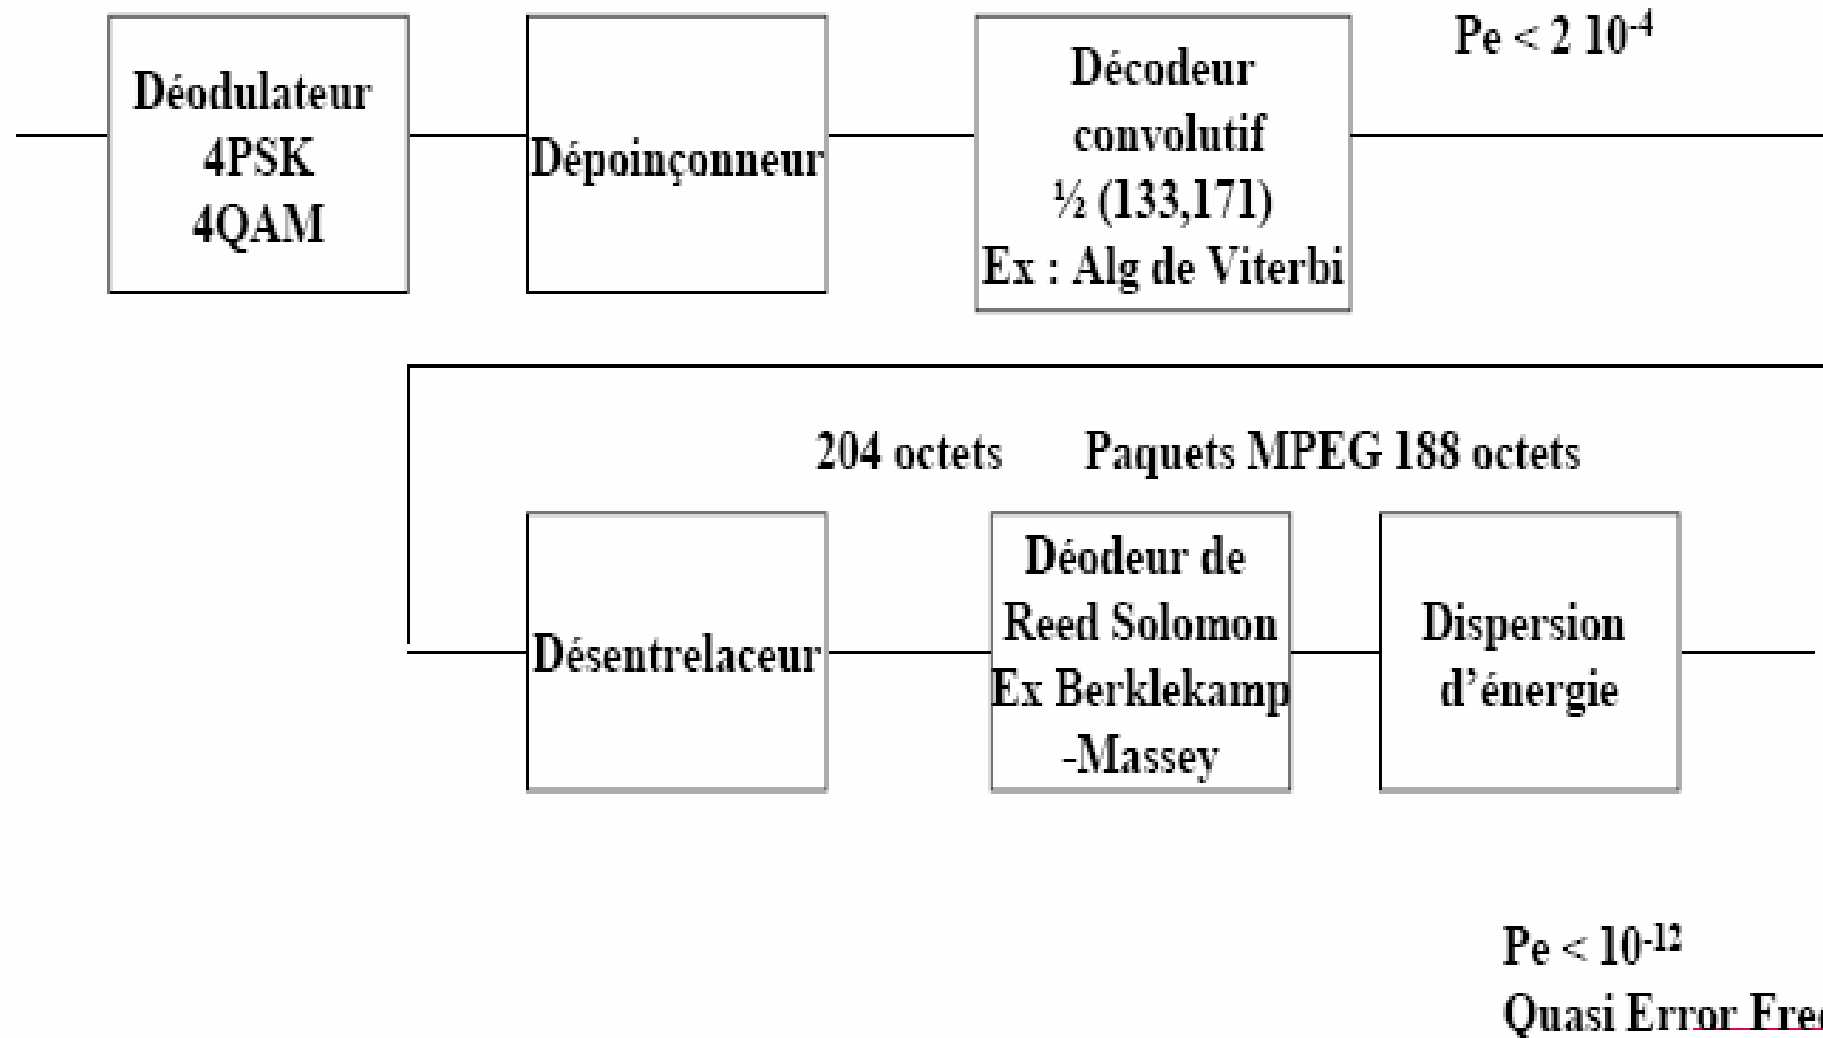 Déodulateur
4PSK
4QAM
Dépoinçonneur
Décodeur
convolutif
½ (133,171)
Ex : Alg de Viterbi
Pe < 2 10⁻⁴
204 octets
Paquets MPEG 188 octets
Désentrelaceur
Déodeur de
Reed Solomon
Ex Berklekamp
-Massey
Dispersion
d’énergie
Pe < 10⁻¹²
Quasi Error Free